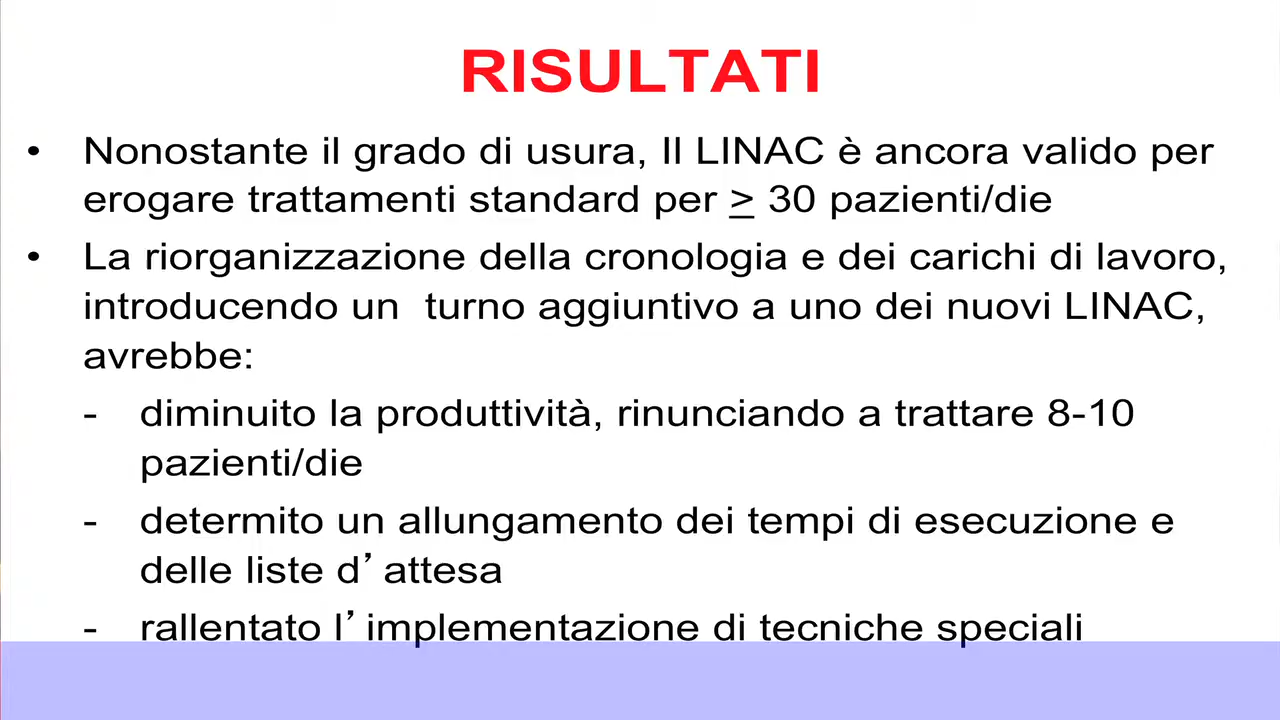 RISULTATI
• Nonostante il grado di usura, Il LINAC è ancora valido per
erogare trattamenti standard per > 30 pazienti/die
• La riorganizzazione della cronologia e dei carichi di lavoro,
introducendo un turno aggiuntivo a uno dei nuovi LINAC,
avrebbe:
- diminuito la produttività, rinunciando a trattare 8-10
pazienti/die
- determito un allungamento dei tempi di esecuzione e
delle liste d’attesa
- rallentato l’implementazione di tecniche speciali